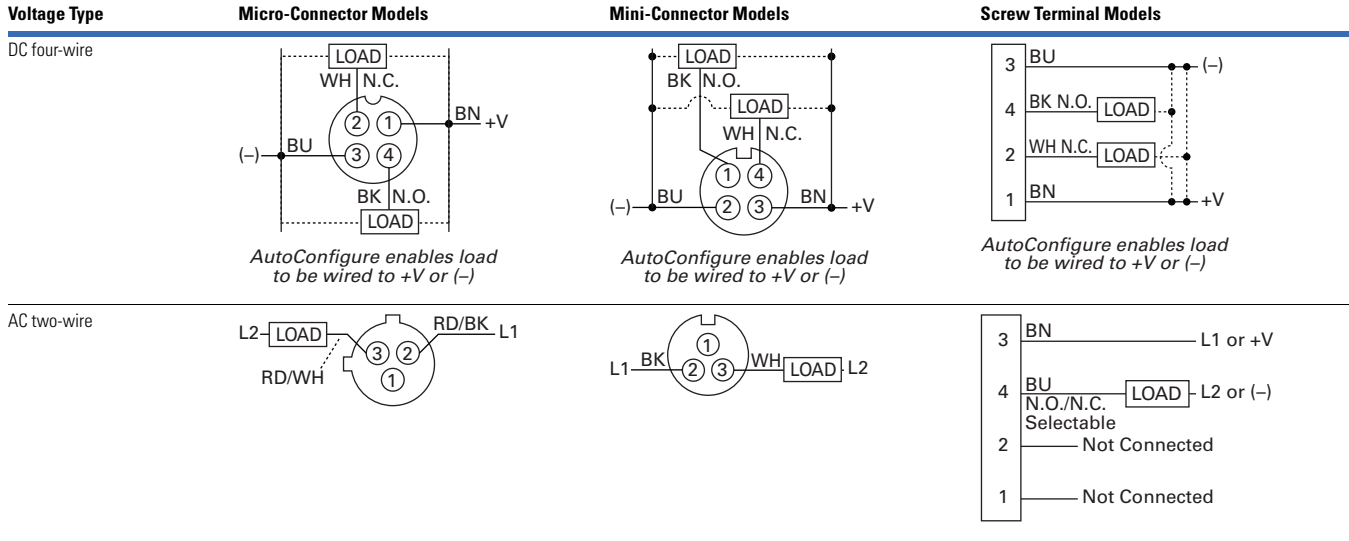 Voltage Type Micro-Connector Models Mini-Connector Models Screw Terminal Models
DC four-wire
LOAD
WH N.C.
2 1
BN +V
(–) BU
3 4
BK N.O.
LOAD
AutoConfigure enables load
to be wired to +V or (–)
LOAD
BK N.O.
LOAD
WH N.C.
1 4
(–) BU 2 3 BN +V
AutoConfigure enables load
to be wired to +V or (–)
3 BU (–)
4 BK N.O. LOAD
2 WH N.C. LOAD
1 BN +V
AutoConfigure enables load
to be wired to +V or (–)
AC two-wire
L2 LOAD RD/BK L1
3 2
RD/WH
1
1
L1 BK 2 3 WH LOAD L2
3 BN L1 or +V
4 BU LOAD L2 or (–)
N.O./N.C.
Selectable
2 Not Connected
1 Not Connected